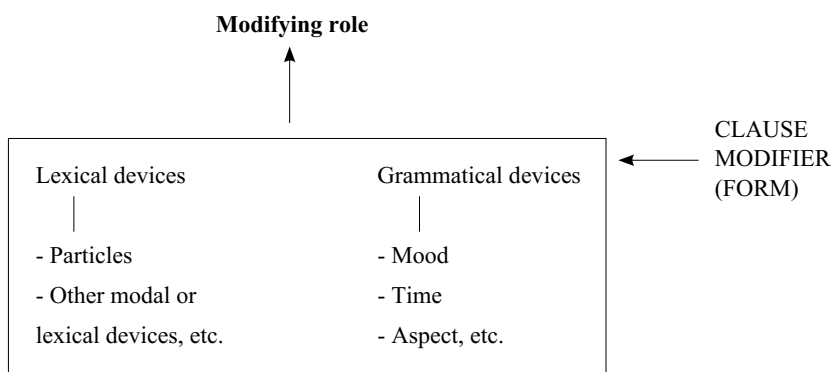 Modifying role
CLAUSE
MODIFIER
(FORM)
Lexical devices
- Particles
- Other modal or
lexical devices, etc.
Grammatical devices
- Mood
- Time
- Aspect, etc.